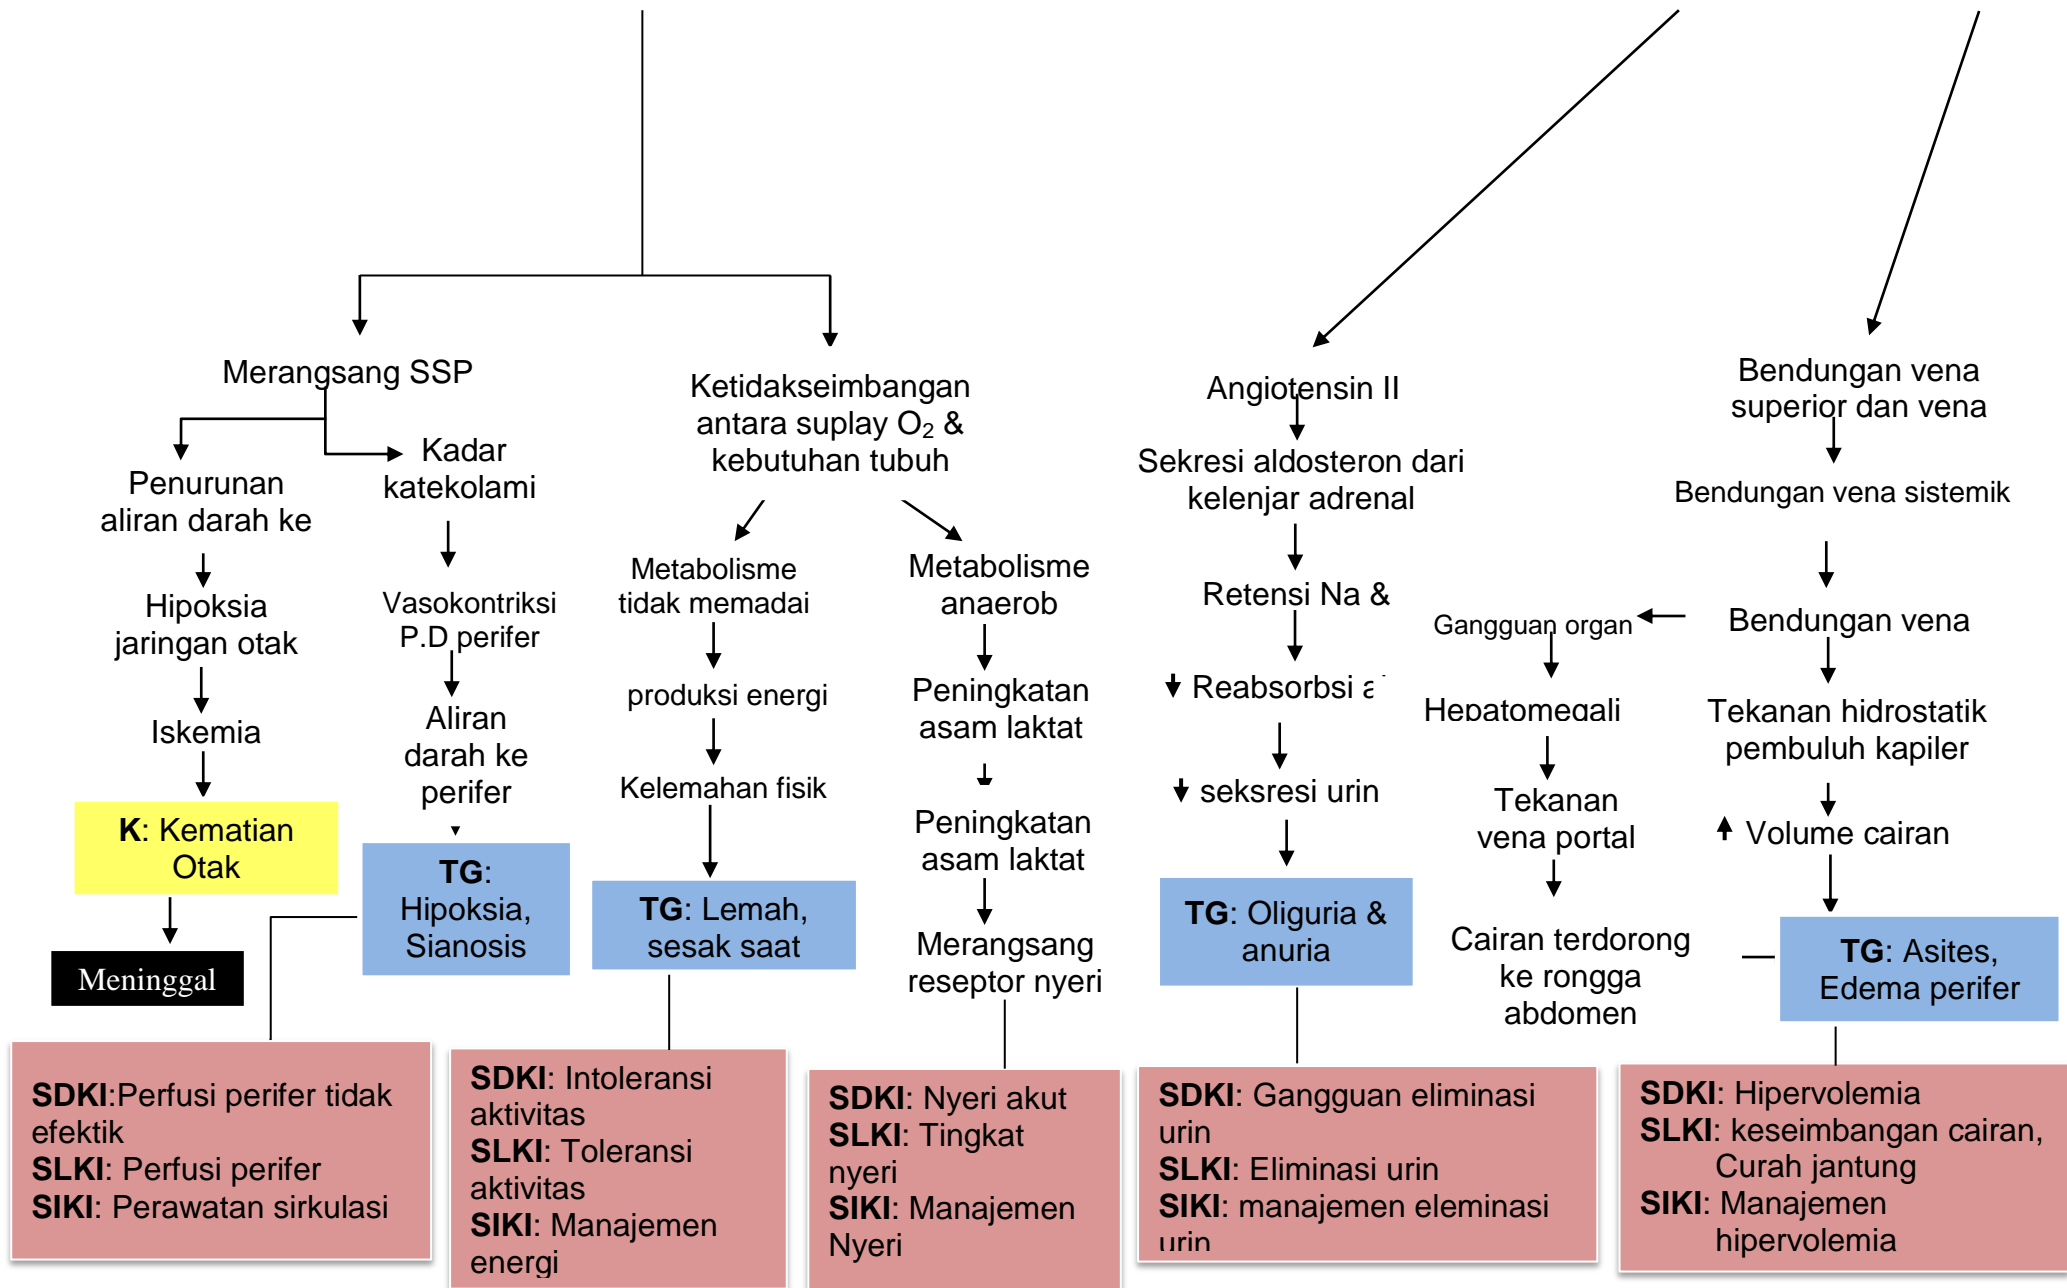 Merangsang SSP
Penurunan
aliran darah ke
Hipoksia
jaringan otak
Iskemia
K: Kematian
Otak
Meninggal
Kadar
katekolami
Vasokontriksi
P.D perifer
Aliran
darah ke
perifer
TG:
Hipoksia,
Sianosis
SDKI:Perfusi perifer tidak
efektik
SLKI: Perfusi perifer
SIKI: Perawatan sirkulasi
Ketidakseimbangan
antara suplay O₂ &
kebutuhan tubuh
Metabolisme
tidak memadai
produksi energi
Kelemahan fisik
TG: Lemah,
sesak saat
SDKI: Intoleransi
aktivitas
SLKI: Toleransi
aktivitas
SIKI: Manajemen
energi
Metabolisme
anaerob
Peningkatan
asam laktat
Peningkatan
asam laktat
Merangsang
reseptor nyeri
SDKI: Nyeri akut
SLKI: Tingkat
nyeri
SIKI: Manajemen
Nyeri
Angiotensin II
Sekresi aldosteron dari
kelenjar adrenal
Retensi Na &
Reabsorbsi
seksresi urin
TG: Oliguria &
anuria
SDKI: Gangguan eliminasi
urin
SLKI: Eliminasi urin
SIKI: manajemen eleminasi
urin
Bendungan vena
superior dan vena
Bendungan vena sistemik
Bendungan vena
Gangguan organ
Hepatomegali
Tekanan
vena portal
Cairan terdorong
ke rongga
abdomen
Tekanan hidrostatik
pembuluh kapiler
Volume cairan
TG: Asites,
Edema perifer
SDKI: Hipervolemia
SLKI: keseimbangan cairan,
Curah jantung
SIKI: Manajemen
hipervolemia